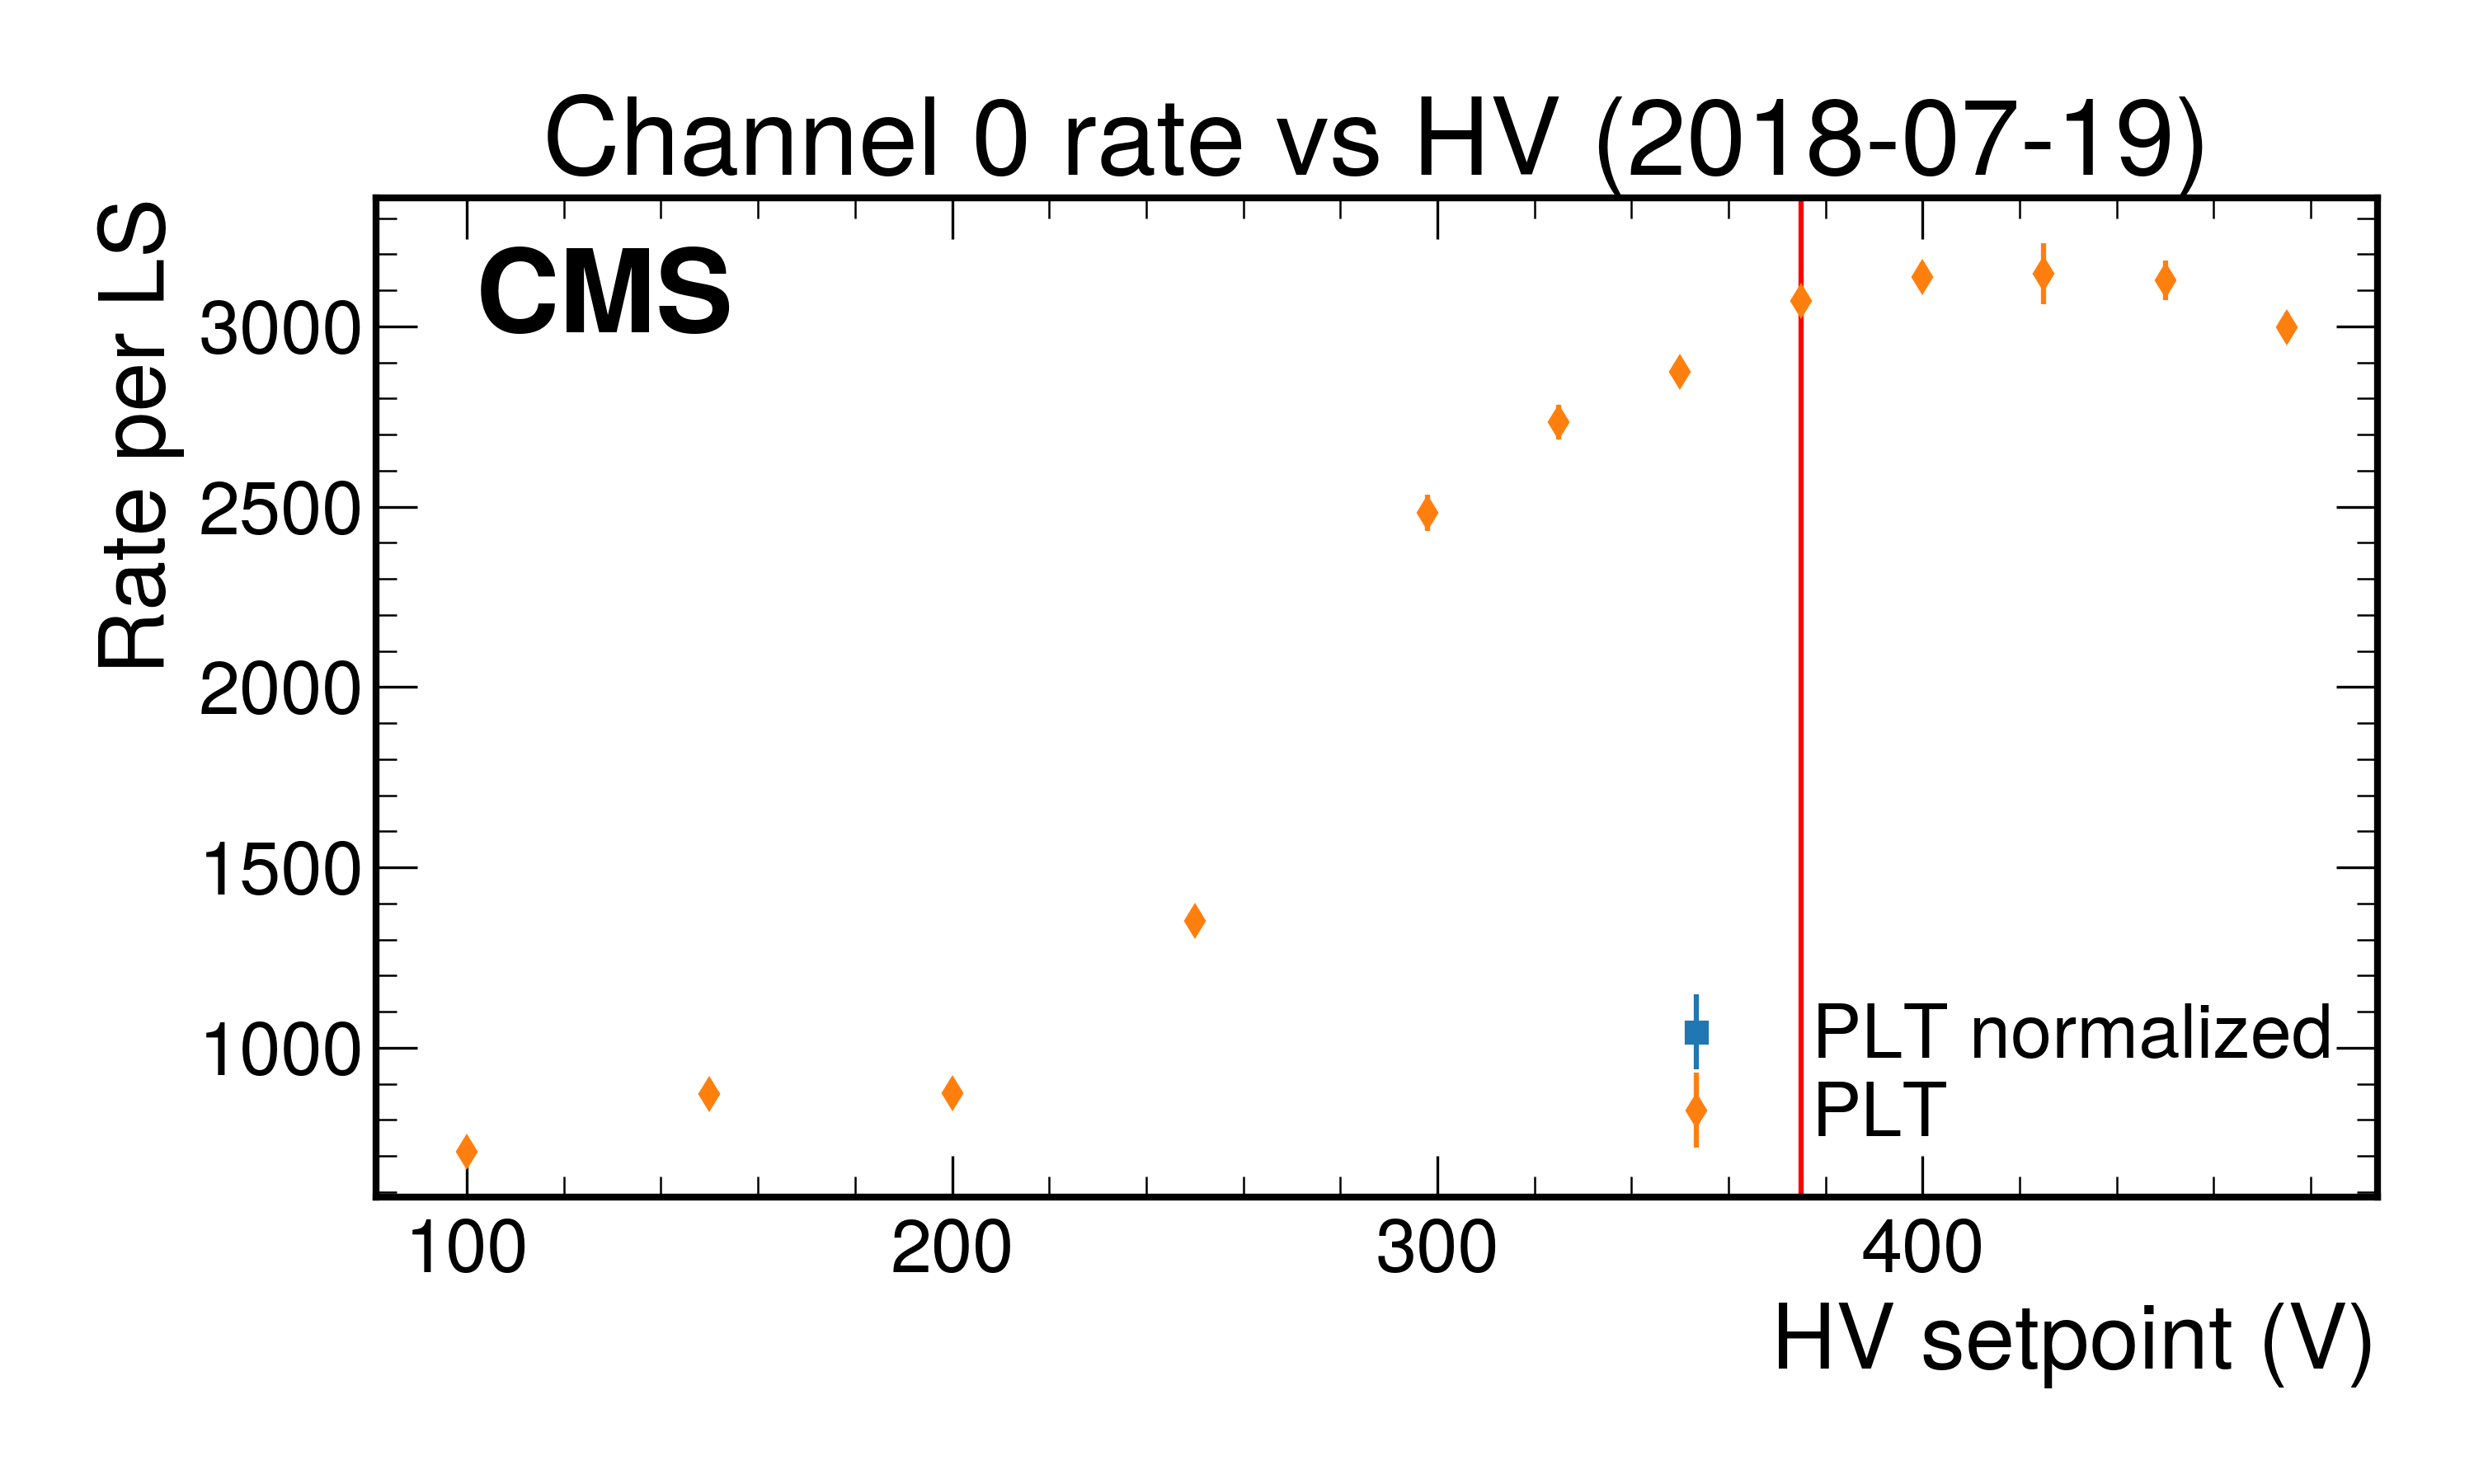 Channel 0 rate vs HV (2018-07-19)
CMS
Rate per LS
3000
2500
2000
1500
1000
PLT normalized
PLT
100 200 300 400
HV setpoint (V)